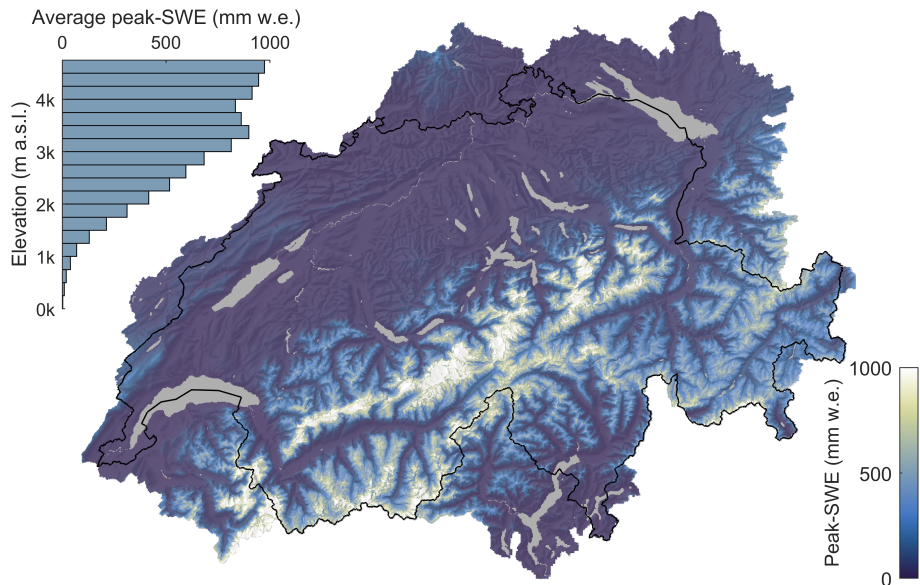 Average peak-SWE (mm w.e.)
0 500 1000
Elevation (m a.s.l.)
4k
3k
2k
1k
0k
Peak-SWE (mm w.e.)
1000
500
0